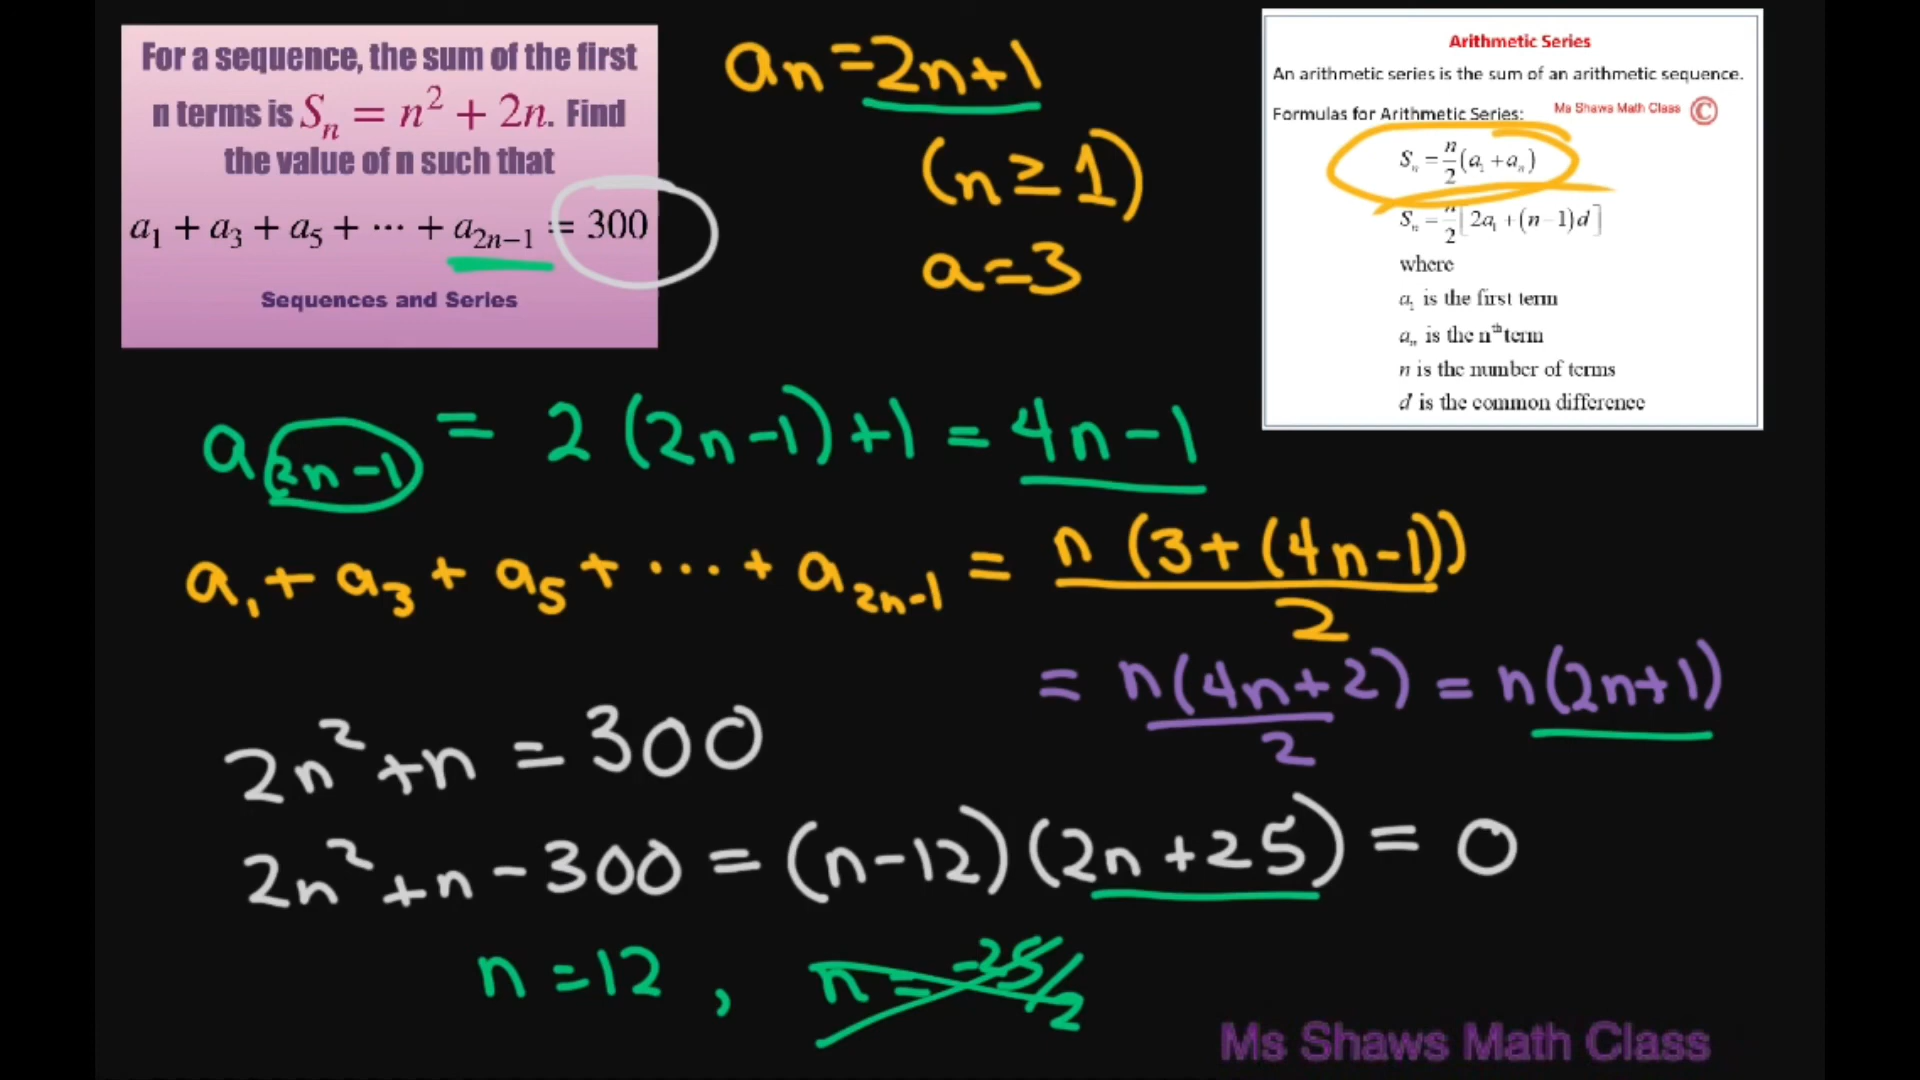 For a sequence, the sum of the first
n terms is Sₙ = n² + 2n. Find
the value of n such that
a₁ + a₃ + a₅ + ⋯ + a₂ₙ₋₁ = 300
Sequences and Series
aₙ = 2n+1
(n ≥ 1)
a = 3
Arithmetic Series
An arithmetic series is the sum of an arithmetic sequence.
Formulas for Arithmetic Series: Ms Shaws Math Class ©
Sₙ = n/2 (a₁ + aₙ)
Sₙ = n/2 [2a₁ + (n−1)d]
where
a₁ is the first term
aₙ is the nᵗʰ term
n is the number of terms
d is the common difference
a₂ₙ₋₁ = 2(2n−1)+1 = 4n−1
a₁ + a₃ + a₅ + ⋯ + a₂ₙ₋₁ = n(3+(4n−1))/2
= n(4n+2)/2 = n(2n+1)
2n² + n = 300
2n² + n − 300 = (n−12)(2n+25) = 0
n = 12, n = −25/2
Ms Shaws Math Class